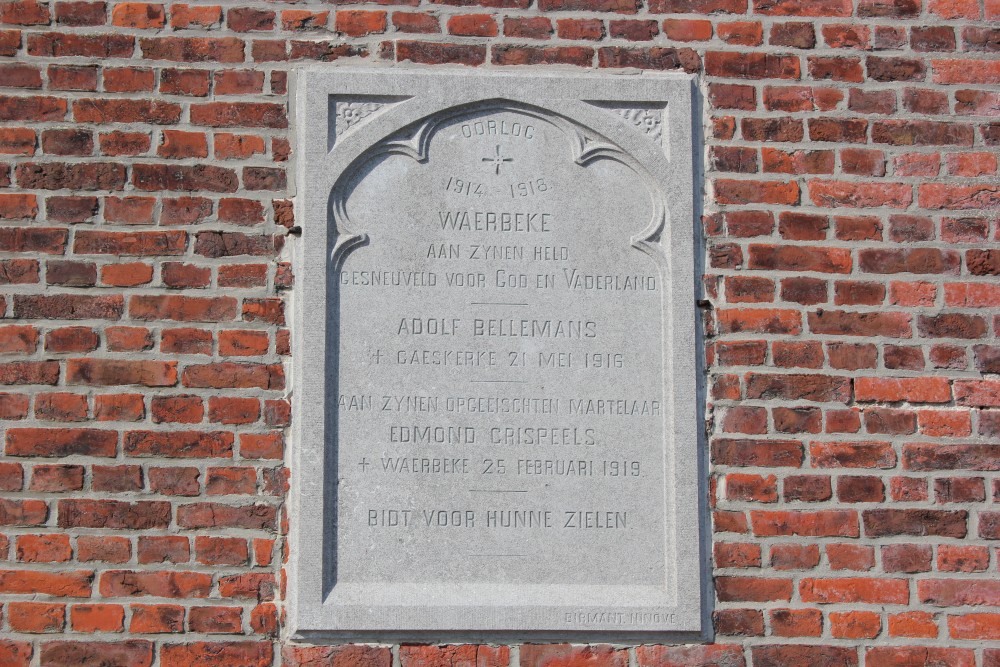 OORLOG
1914 - 1918.
WAERBEKE
AAN ZYNEN HELD
GESNEUVELD VOOR GOD EN VADERLAND
ADOLF BELLEMANS
+ CAESKERKE 21 MEI 1916
AAN ZYNEN OPGEEISCHTEN MARTELAAR
EDMOND CRISPEELS.
+ WAERBEKE 25 FEBRUARI 1919.
BIDT VOOR HUNNE ZIELEN.
NINOVE